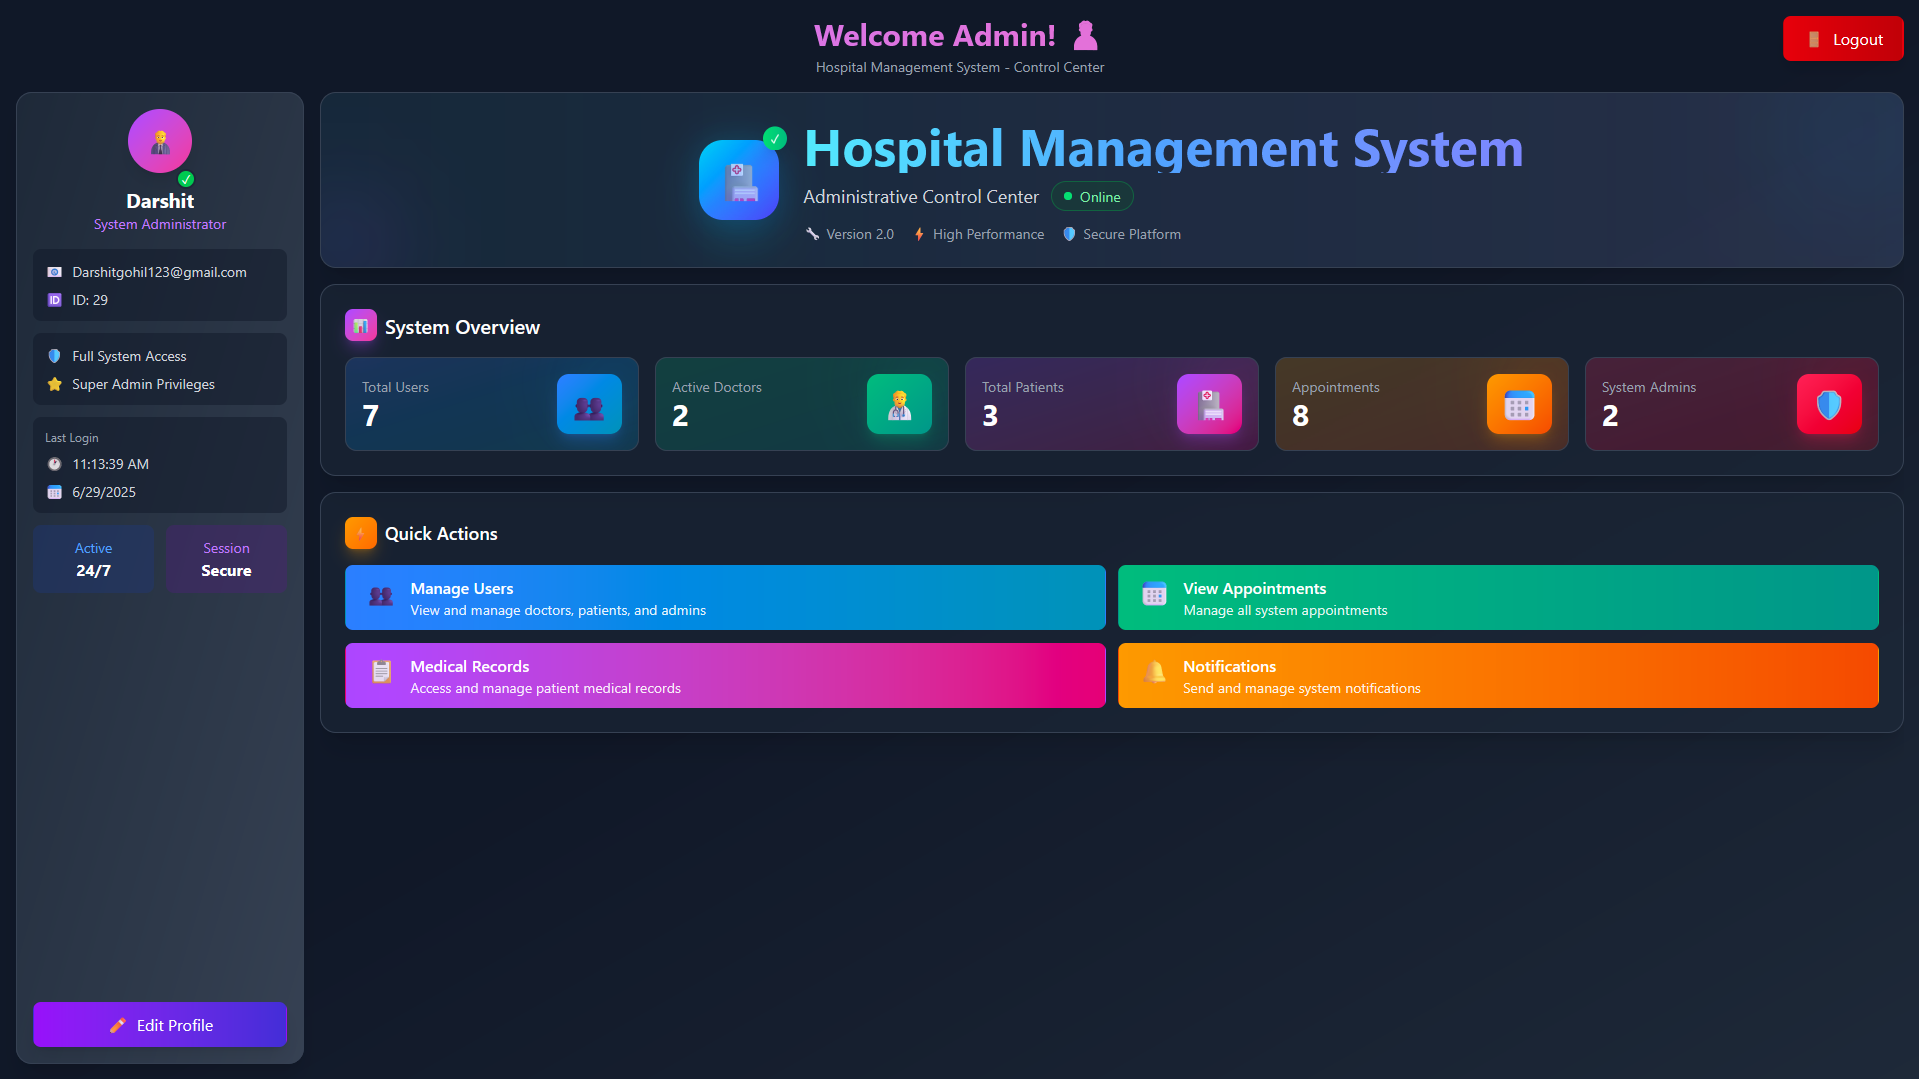 Welcome Admin!
Hospital Management System - Control Center
Logout
Darshit
System Administrator
Darshitgohil123@gmail.com
ID
ID: 29
Full System Access
Super Admin Privileges
Last Login
11:13:39 AM
6/29/2025
Active
24/7
Session
Secure
Edit Profile
Hospital Management System
Administrative Control Center
Online
Version 2.0
High Performance
Secure Platform
System Overview
Total Users
7
Active Doctors
2
Total Patients
3
Appointments
8
System Admins
2
Quick Actions
Manage Users
View and manage doctors, patients, and admins
View Appointments
Manage all system appointments
Medical Records
Access and manage patient medical records
Notifications
Send and manage system notifications